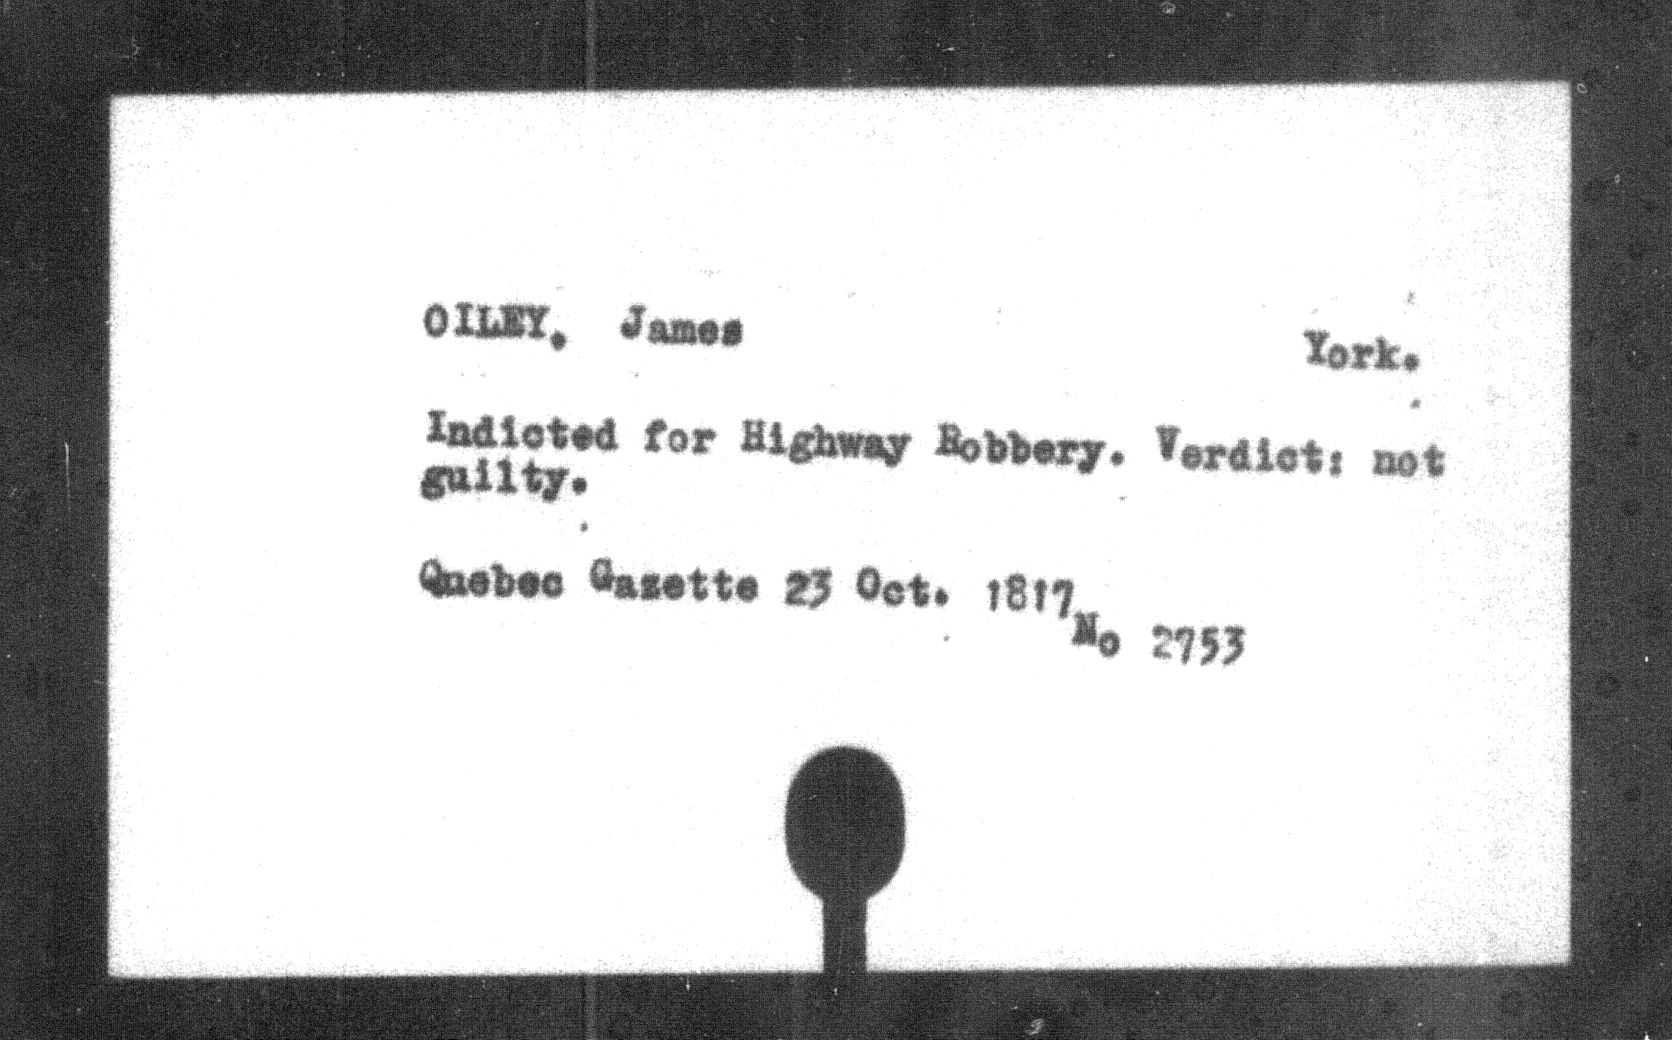 OILEY. James York.
Indicted for Highway Robbery. Verdict: not
guilty.
Quebec Gazette 23 Oct. 1817
No 2753